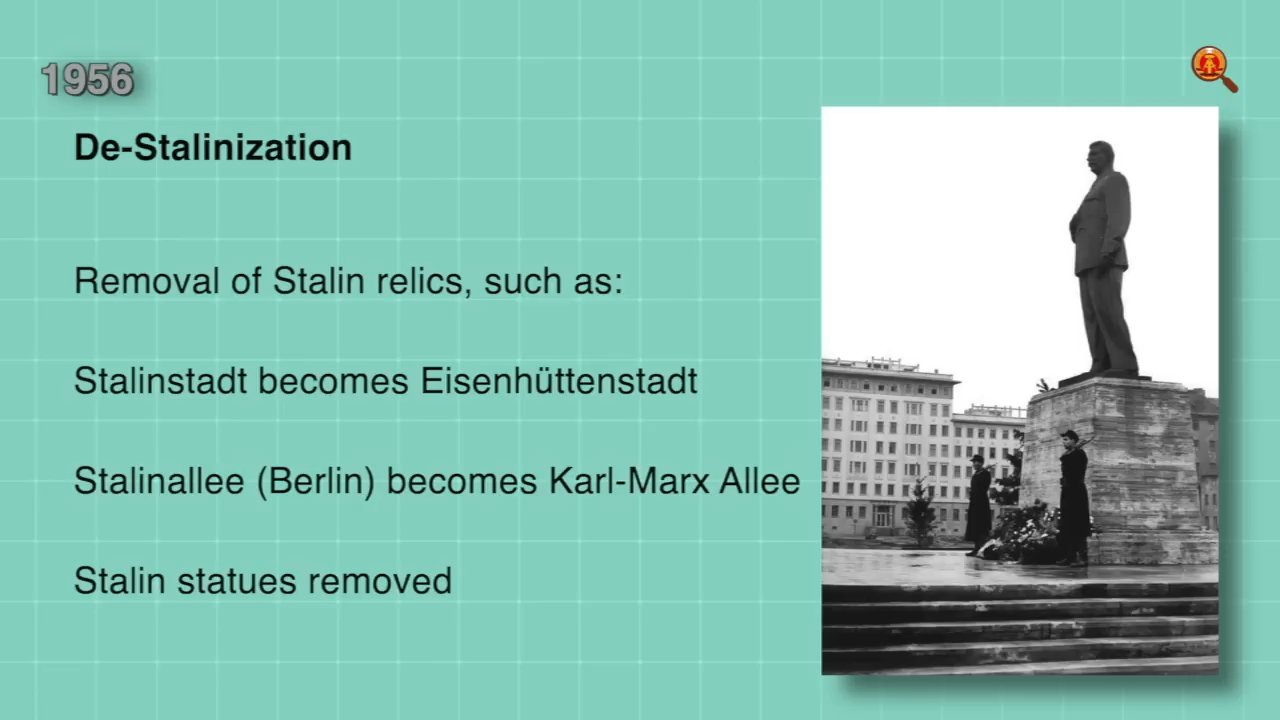 1956
De-Stalinization
Removal of Stalin relics, such as:
Stalinstadt becomes Eisenhüttenstadt
Stalinallee (Berlin) becomes Karl-Marx Allee
Stalin statues removed